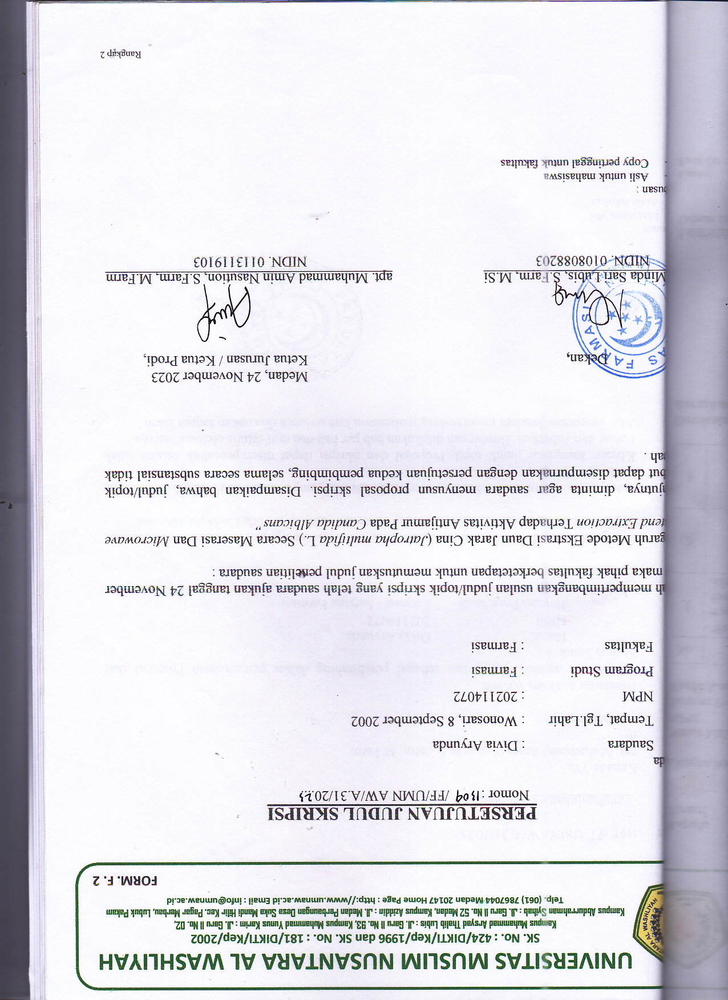 UNIVERSITAS MUSLIM NUSANTARA AL WASHLIYAH
SK. No. : 424/DIKTI/Kep/1996 dan SK. No. : 181/DIKTI/Kep/2002
Kampus Muhammad Arsyad Thalib Lubis : Jl. Garu II No. 93, Kampus Muhammad Yunus Karim : Jl. Garu II No. 02,
Kampus Abdurrahman Syihab : Jl. Garu II No. 52 Medan, Kampus Aziddin : Jl. Medan Perbaungan Desa Suka Mandi Hilir Kec. Pagar Merbau, Lubuk Pakam
Telp. (061) 7867044 Medan 20147 Home Page : http://www.umnaw.ac.id Email : info@umnaw.ac.id
FORM. F. 2
PERSETUJUAN JUDUL SKRIPSI
Nomor : 1309 /FF/UMN AW/A.31/2023
da
Saudara : Divia Aryunda
Tempat, Tgl.Lahir : Wonosari, 8 September 2002
NPM : 202114072
Program Studi : Farmasi
Fakultas : Farmasi
ah mempertimbangkan usulan judul/topik skripsi yang telah saudara ajukan tanggal 24 November
maka pihak fakultas berketetapan untuk memutuskan judul penelitian saudara :
garuh Metode Ekstrasi Daun Jarak Cina (Jatropha multifida L.) Secara Maserasi Dan Microwave
tend Extraction Terhadap Aktivitas Antijamur Pada Candida Albicans ”
jutnya, diminta agar saudara menyusun proposal skripsi. Disampaikan bahwa, judul/topik
but dapat disempurnakan dengan persetujuan kedua pembimbing, selama secara substansial tidak
ah .
Medan, 24 November 2023
Dekan, Ketua Jurusan / Ketua Prodi,
AS FARMASI
Minda Sari Lubis, S.Farm, M.Si apt. Muhammad Amin Nasution, S.Farm, M.Farm
NIDN. 0108088203 NIDN. 0113119103
busan :
- Asli untuk mahasiswa
- Copy pertinggal untuk fakultas
Rangkap 2